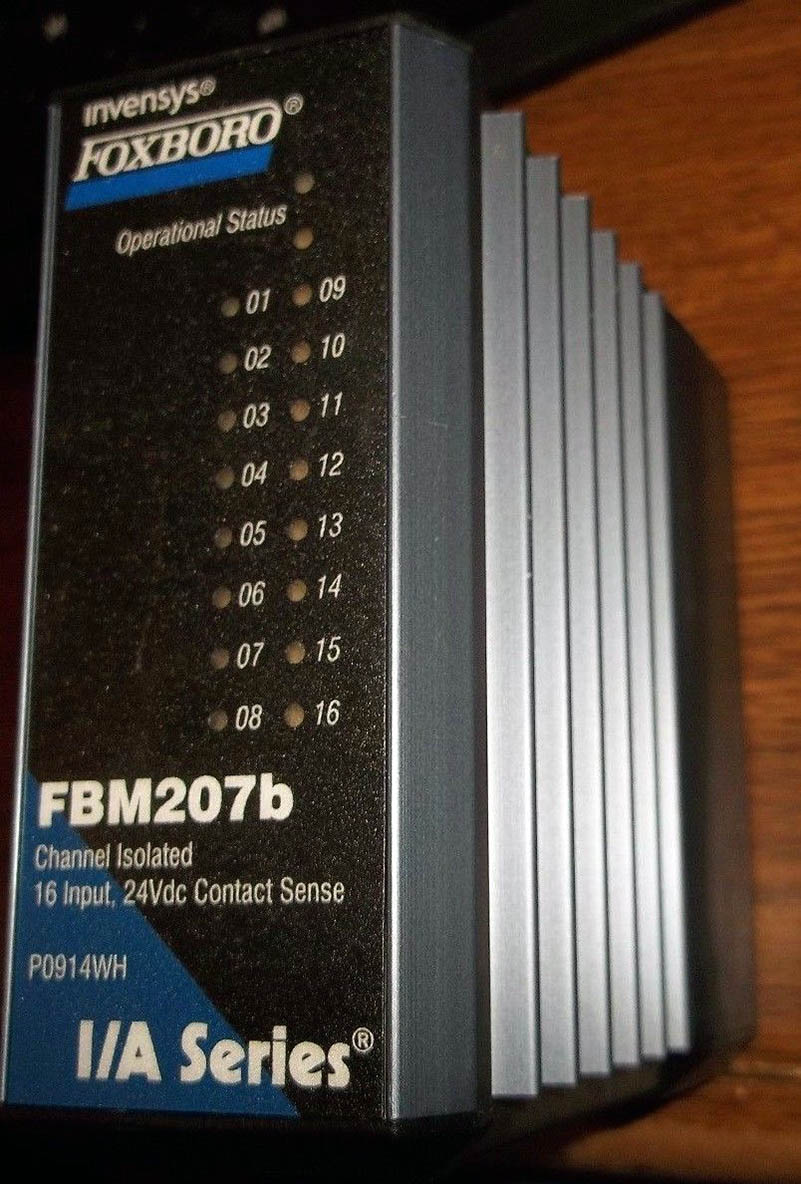 invensys®
FOXBORO®
Operational Status
01 09
02 10
03 11
04 12
05 13
06 14
07 15
08 16
FBM207b
Channel Isolated
16 Input, 24Vdc Contact Sense
P0914WH
I/A Series®